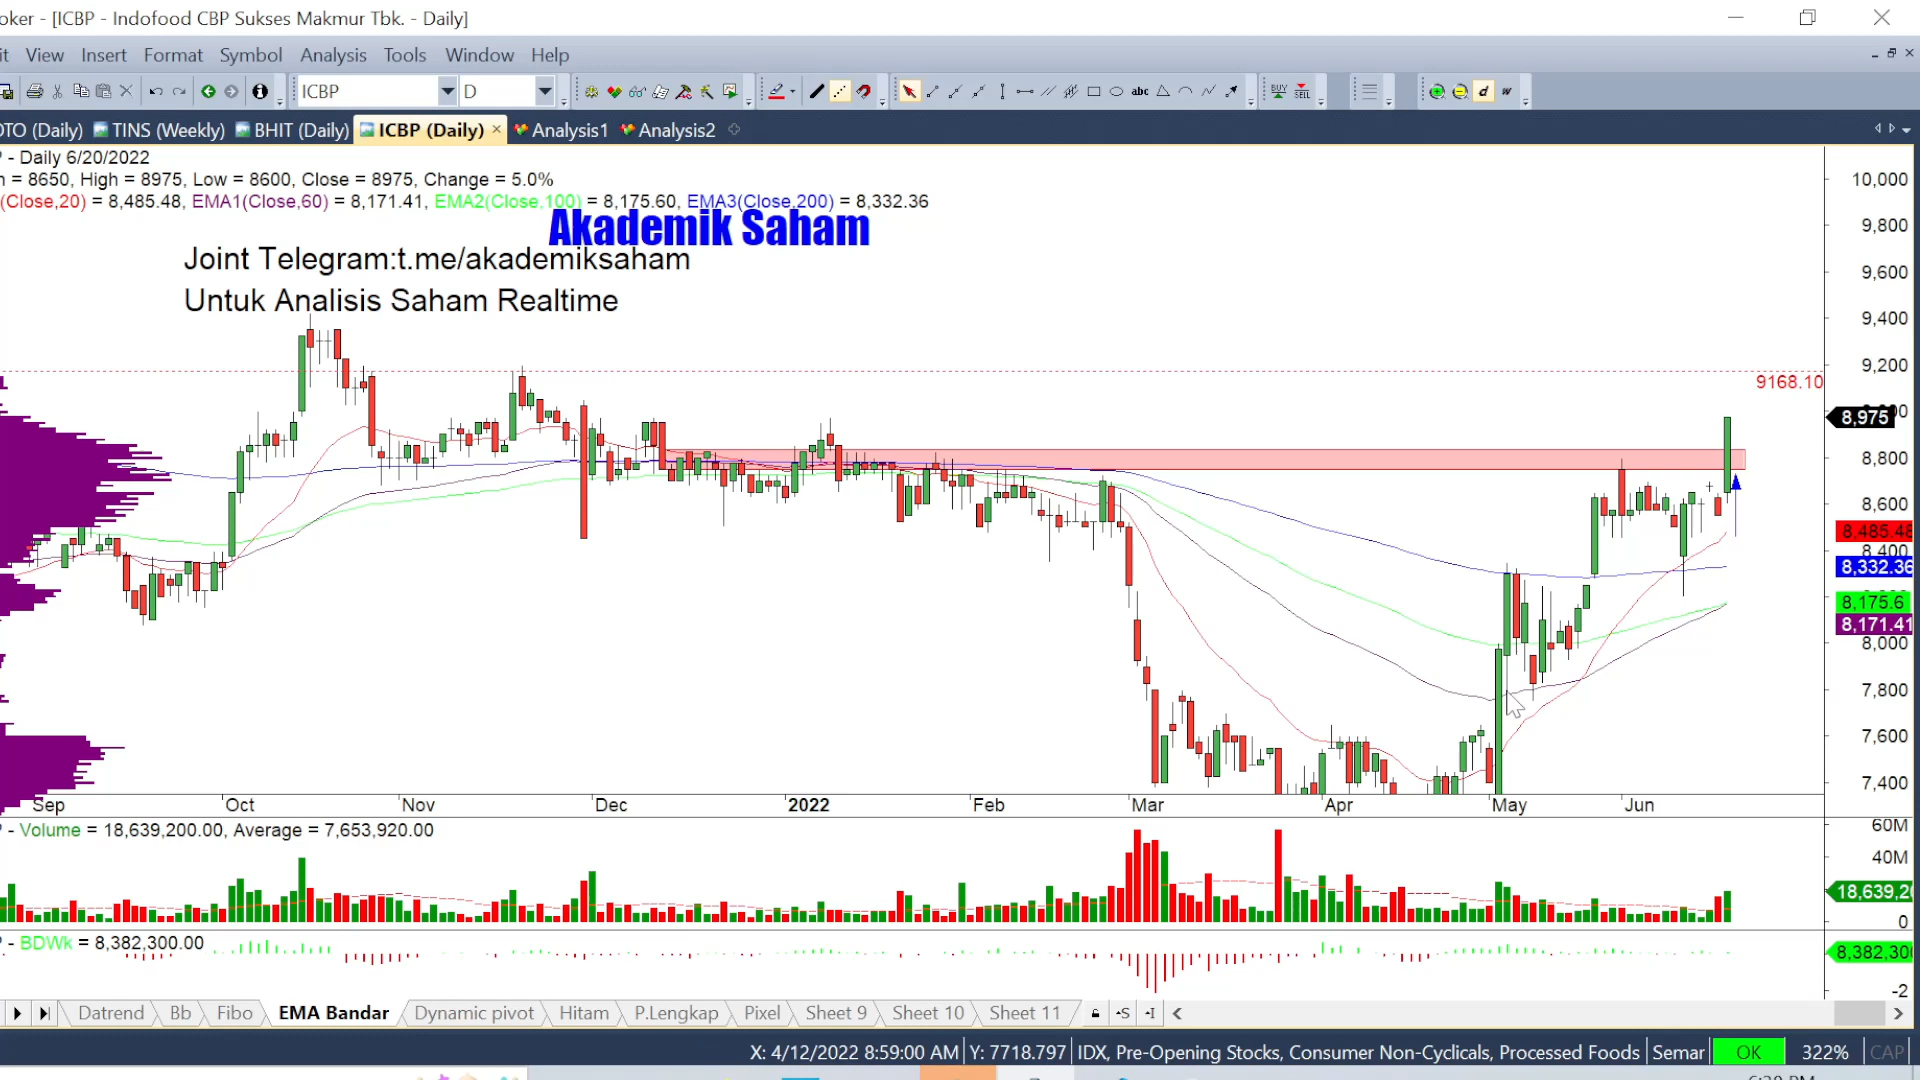 oker - [ICBP - Indofood CBP Sukses Makmur Tbk. - Daily]
it View Insert Format Symbol Analysis Tools Window Help
ICBP D abc BUY SELL d w
OTO (Daily) TINS (Weekly) BHIT (Daily) ICBP (Daily) × Analysis1 Analysis2
- Daily 6/20/2022
= 8650, High = 8975, Low = 8600, Close = 8975, Change = 5.0%
(Close,20) = 8,485.48, EMA1(Close,60) = 8,171.41, EMA2(Close,100) = 8,175.60, EMA3(Close,200) = 8,332.36
Akademik Saham
Joint Telegram:t.me/akademiksaham
Untuk Analisis Saham Realtime
10,000
9,800
9,600
9,400
9,200
9168.10
8,975
8,800
8,600
8,485.48
8,400
8,332.36
8,175.6
8,171.41
8,000
7,800
7,600
7,400
Sep Oct Nov Dec 2022 Feb Mar Apr May Jun
- Volume = 18,639,200.00, Average = 7,653,920.00
60M
40M
18,639,20
0
- BDWk = 8,382,300.00
8,382,300
-2
Datrend Bb Fibo EMA Bandar Dynamic pivot Hitam P.Lengkap Pixel Sheet 9 Sheet 10 Sheet 11 -S -I
X: 4/12/2022 8:59:00 AM Y: 7718.797 IDX, Pre-Opening Stocks, Consumer Non-Cyclicals, Processed Foods Semar OK 322% CAP